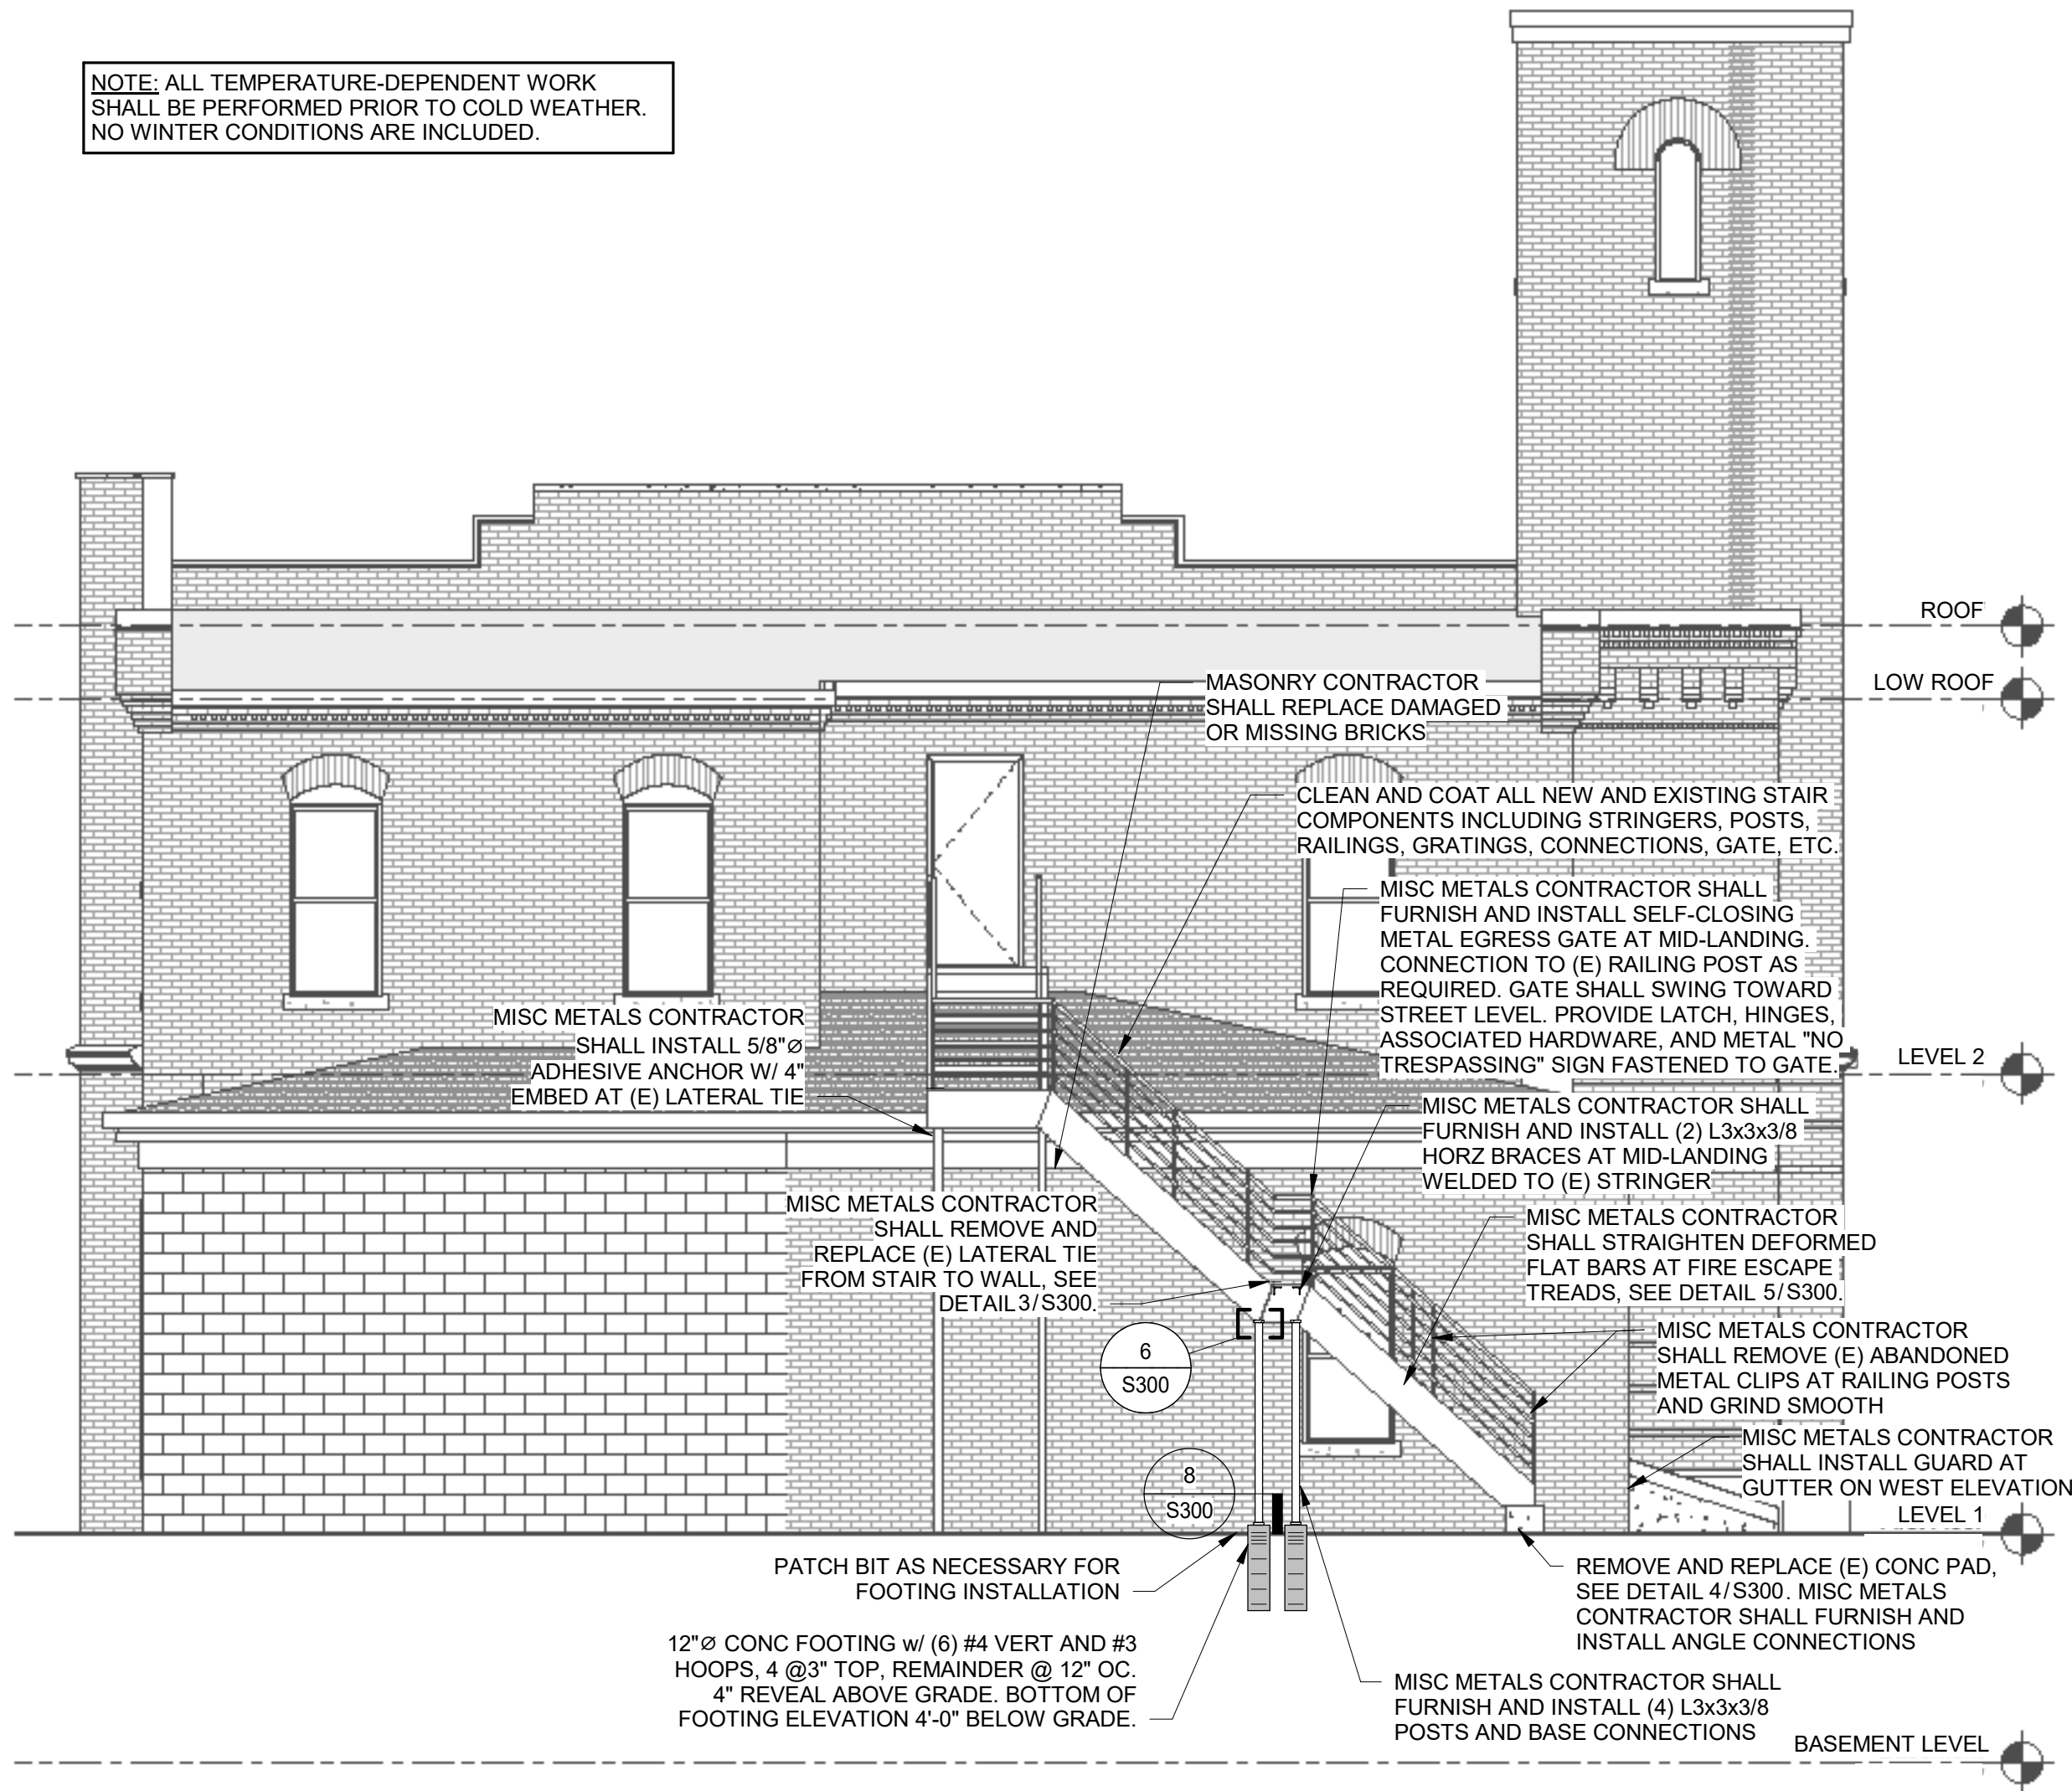 NOTE: ALL TEMPERATURE-DEPENDENT WORK
SHALL BE PERFORMED PRIOR TO COLD WEATHER.
NO WINTER CONDITIONS ARE INCLUDED.
ROOF
LOW ROOF
MASONRY CONTRACTOR
SHALL REPLACE DAMAGED
OR MISSING BRICKS
CLEAN AND COAT ALL NEW AND EXISTING STAIR
COMPONENTS INCLUDING STRINGERS, POSTS,
RAILINGS, GRATINGS, CONNECTIONS, GATE, ETC.
MISC METALS CONTRACTOR SHALL
FURNISH AND INSTALL SELF-CLOSING
METAL EGRESS GATE AT MID-LANDING.
CONNECTION TO (E) RAILING POST AS
REQUIRED. GATE SHALL SWING TOWARD
STREET LEVEL. PROVIDE LATCH, HINGES,
ASSOCIATED HARDWARE, AND METAL "NO
TRESPASSING" SIGN FASTENED TO GATE.
MISC METALS CONTRACTOR
SHALL INSTALL 5/8"Ø
ADHESIVE ANCHOR W/ 4"
EMBED AT (E) LATERAL TIE
LEVEL 2
MISC METALS CONTRACTOR SHALL
FURNISH AND INSTALL (2) L3x3x3/8
HORZ BRACES AT MID-LANDING
WELDED TO (E) STRINGER
MISC METALS CONTRACTOR
SHALL REMOVE AND
REPLACE (E) LATERAL TIE
FROM STAIR TO WALL, SEE
DETAIL 3/S300.
MISC METALS CONTRACTOR
SHALL STRAIGHTEN DEFORMED
FLAT BARS AT FIRE ESCAPE
TREADS, SEE DETAIL 5/S300.
MISC METALS CONTRACTOR
SHALL REMOVE (E) ABANDONED
METAL CLIPS AT RAILING POSTS
AND GRIND SMOOTH
6
S300
MISC METALS CONTRACTOR
SHALL INSTALL GUARD AT
GUTTER ON WEST ELEVATION
8
S300
LEVEL 1
PATCH BIT AS NECESSARY FOR
FOOTING INSTALLATION
REMOVE AND REPLACE (E) CONC PAD,
SEE DETAIL 4/S300. MISC METALS
CONTRACTOR SHALL FURNISH AND
INSTALL ANGLE CONNECTIONS
12"Ø CONC FOOTING w/ (6) #4 VERT AND #3
HOOPS, 4 @3" TOP, REMAINDER @ 12" OC.
4" REVEAL ABOVE GRADE. BOTTOM OF
FOOTING ELEVATION 4'-0" BELOW GRADE.
MISC METALS CONTRACTOR SHALL
FURNISH AND INSTALL (4) L3x3x3/8
POSTS AND BASE CONNECTIONS
BASEMENT LEVEL